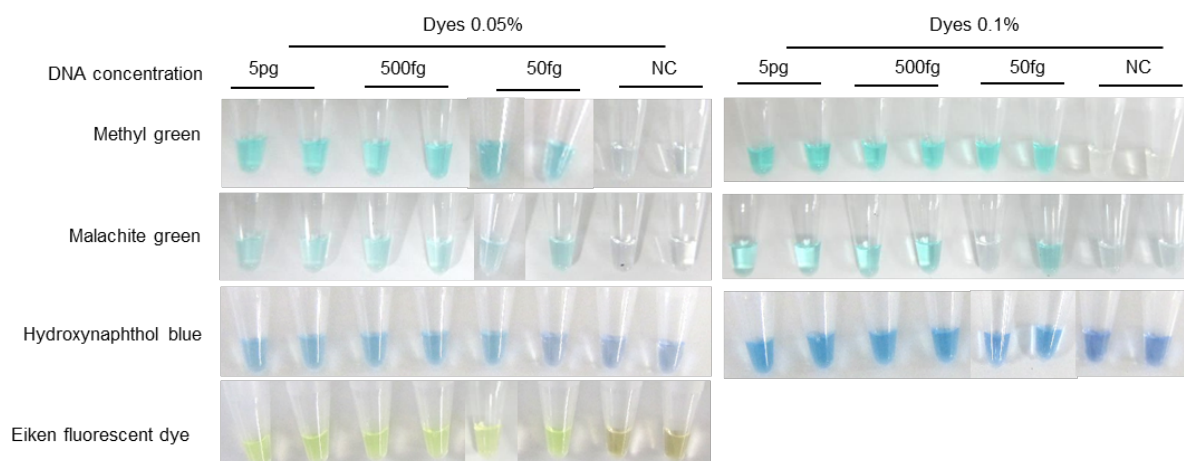 Dyes 0.05%
Dyes 0.1%
DNA concentration
5pg 500fg 50fg NC
5pg 500fg 50fg NC
Methyl green
Malachite green
Hydroxynaphthol blue
Eiken fluorescent dye